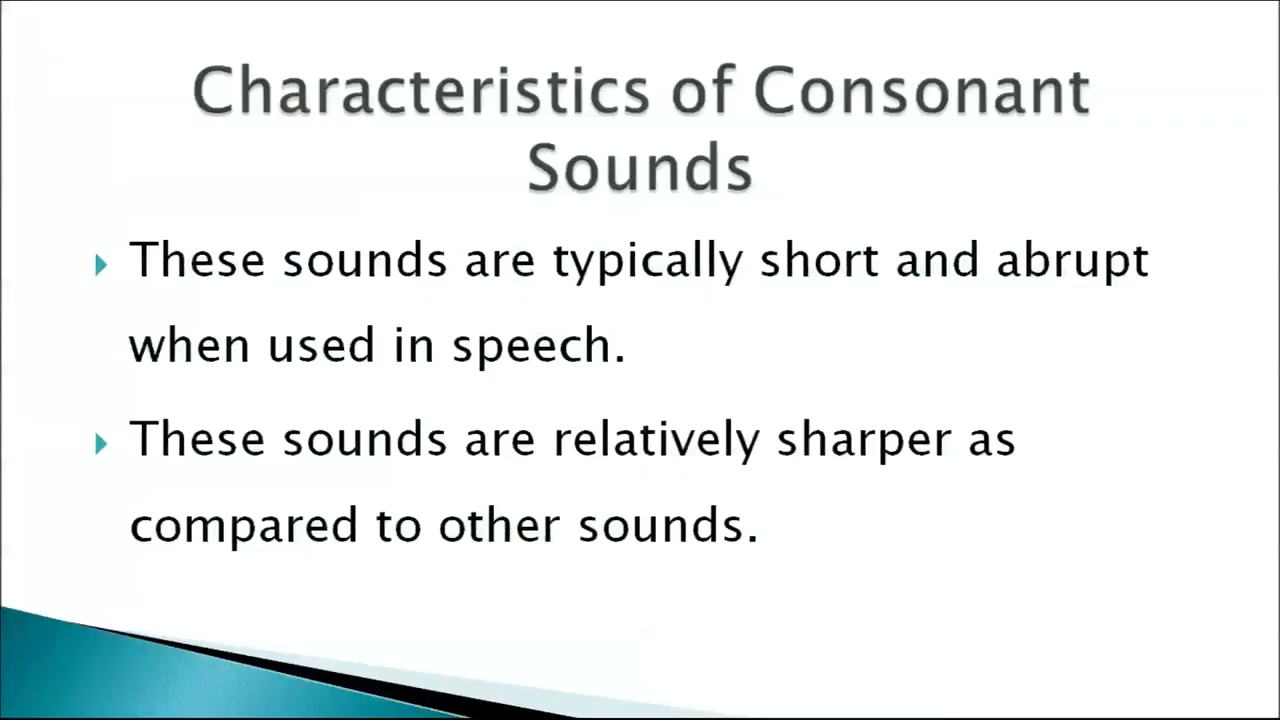 Characteristics of Consonant
Sounds
These sounds are typically short and abrupt
when used in speech.
These sounds are relatively sharper as
compared to other sounds.